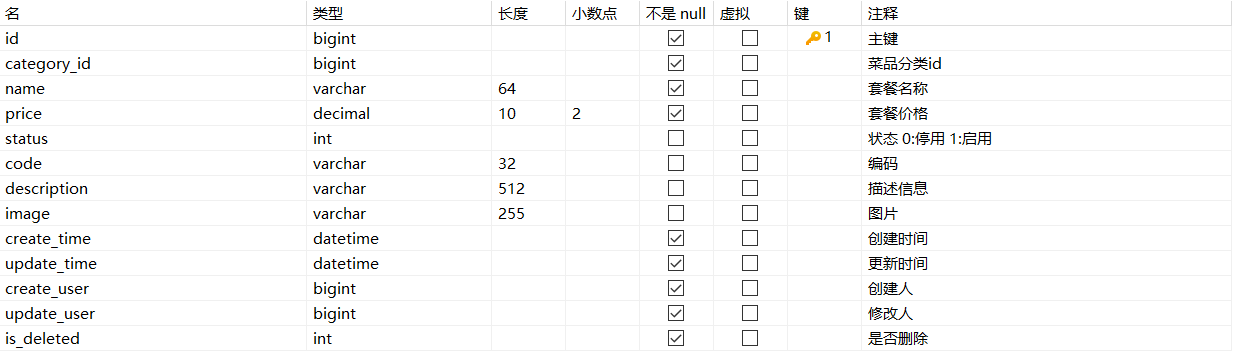 名 类型 长度 小数点 不是 null 虚拟 键 注释
id bigint 1 主键
category_id bigint 菜品分类id
name varchar 64 套餐名称
price decimal 10 2 套餐价格
status int 状态 0:停用 1:启用
code varchar 32 编码
description varchar 512 描述信息
image varchar 255 图片
create_time datetime 创建时间
update_time datetime 更新时间
create_user bigint 创建人
update_user bigint 修改人
is_deleted int 是否删除